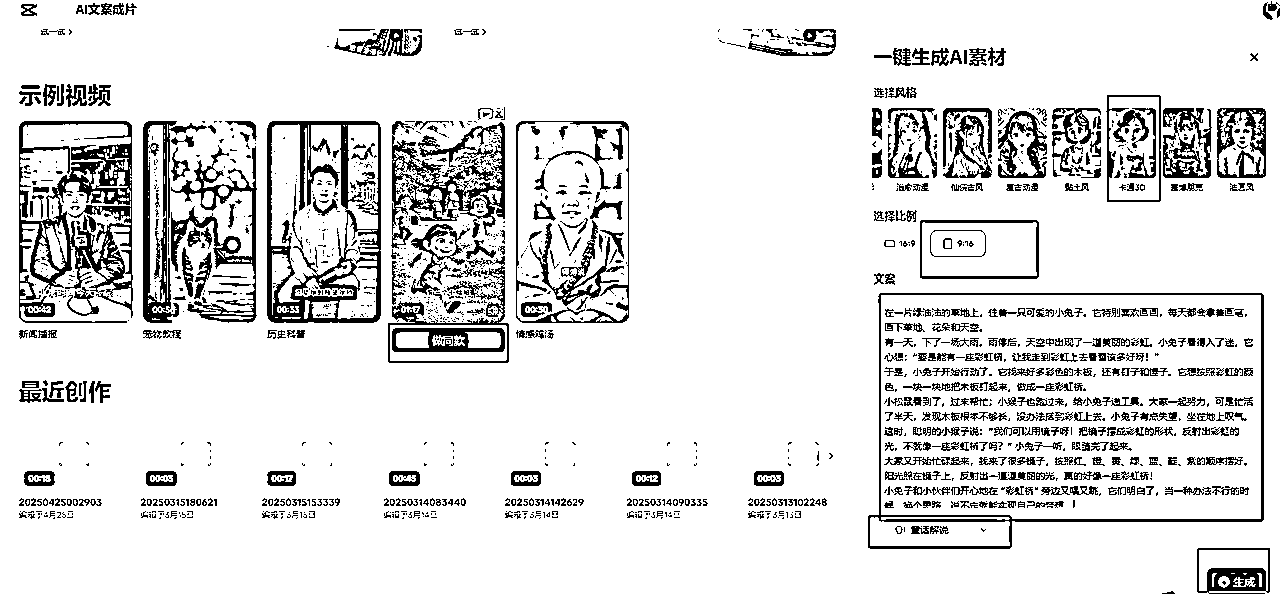 AI文案成片
试一试 >
试一试 >
示例视频
00:42
新闻播报
宠物教程
00:33
历史科普
做同款
情感鸡汤
最近创作
00:18
20250425002903
编辑于4月25日
00:03
20250315180621
编辑于3月15日
00:12
20250315153339
编辑于3月15日
00:45
20250314083440
编辑于3月14日
00:03
20250314142629
编辑于3月14日
00:12
20250314090335
编辑于3月14日
00:03
20250313102248
编辑于3月13日
一键生成AI素材
选择风格
治愈动漫
仙侠古风
复古动漫
黏土风
卡通3D
赛博朋克
油画风
选择比例
16:9
9:16
文案
在一片绿油油的草地上，住着一只可爱的小兔子。它特别喜欢画画，每天都会拿着画笔，
画下草地、花朵和天空。
有一天，下了一场大雨，雨停后，天空中出现了一道美丽的彩虹。小兔子看得入了迷，它
心想：“要是能有一座彩虹桥，让我走到彩虹上去看看该多好呀！”
于是，小兔子开始行动了。它找来好多彩色的木板，还有钉子和锤子。它想按照彩虹的颜
色，一块一块地把木板钉起来，做成一座彩虹桥。
小松鼠看到了，过来帮忙；小猴子也跑过来，给小兔子递工具。大家一起努力，可是忙活
了半天，发现木板根本不够长，没办法搭到彩虹上去。小兔子有点失望，坐在地上叹气。
这时，聪明的小猴子说：“我们可以用镜子呀！把镜子摆成彩虹的形状，反射出彩虹的
光，不就像一座彩虹桥了吗？”小兔子一听，眼睛亮了起来。
大家又开始忙碌起来，找来了很多镜子，按照红、橙、黄、绿、蓝、靛、紫的顺序摆好。
阳光照在镜子上，反射出一道道美丽的光，真的好像一座彩虹桥！
小兔子和小伙伴们开心地在“彩虹桥”旁边又唱又跳，它们明白了，当一种办法不行的时
候，换个思路，说不定就能实现自己的梦想。
童话解说
生成